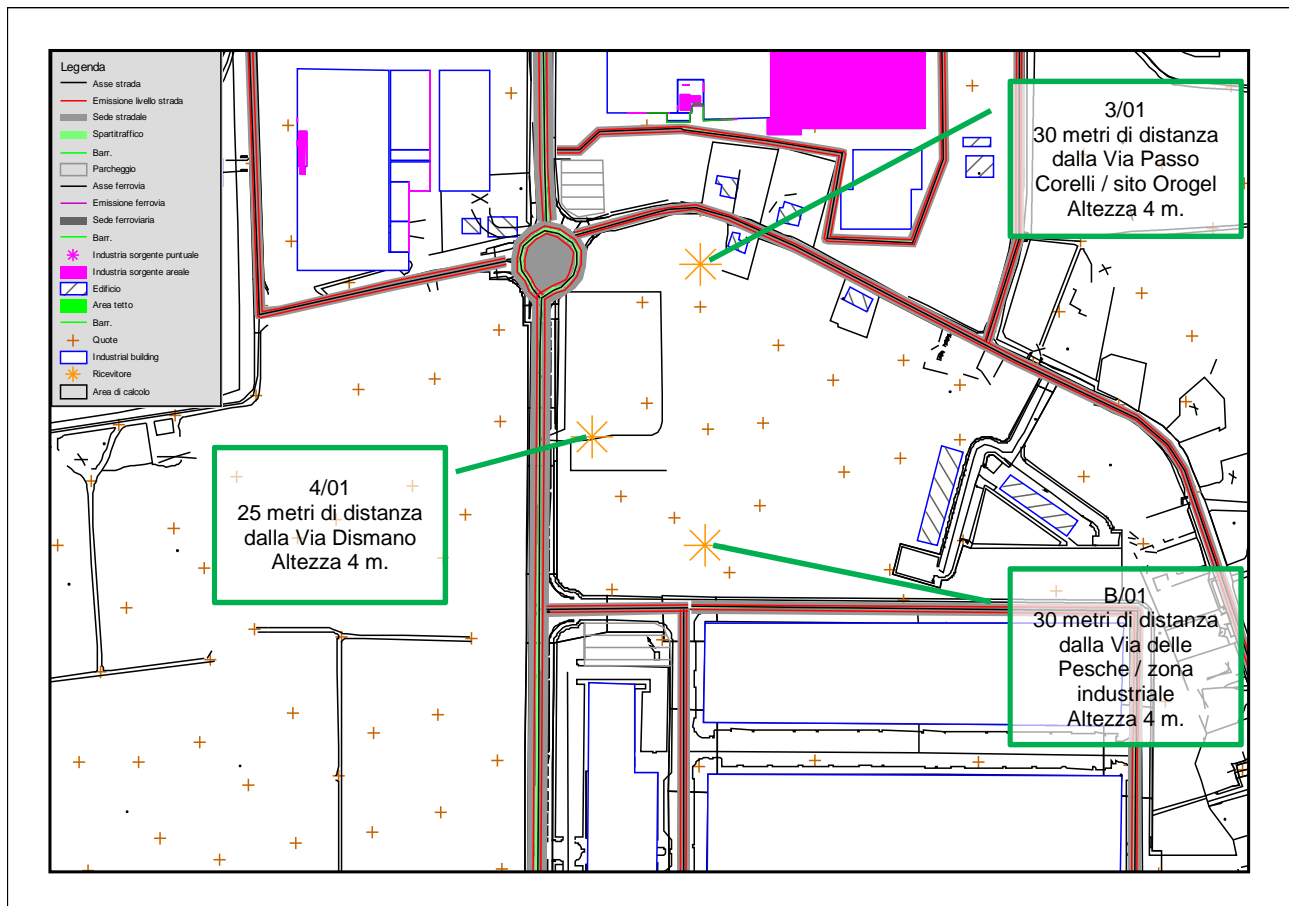 Legenda
Asse strada
Emissione livello strada
Sede stradale
Spartitraffico
Barr.
Parcheggio
Asse ferrovia
Emissione ferrovia
Sede ferroviaria
Barr.
Industria sorgente puntuale
Industria sorgente areale
Edificio
Area tetto
Barr.
Quote
Industrial building
Ricevitore
Area di calcolo
3/01
30 metri di distanza
dalla Via Passo
Corelli / sito Orogel
Altezza 4 m.
4/01
25 metri di distanza
dalla Via Dismano
Altezza 4 m.
B/01
30 metri di distanza
dalla Via delle
Pesche / zona
industriale
Altezza 4 m.